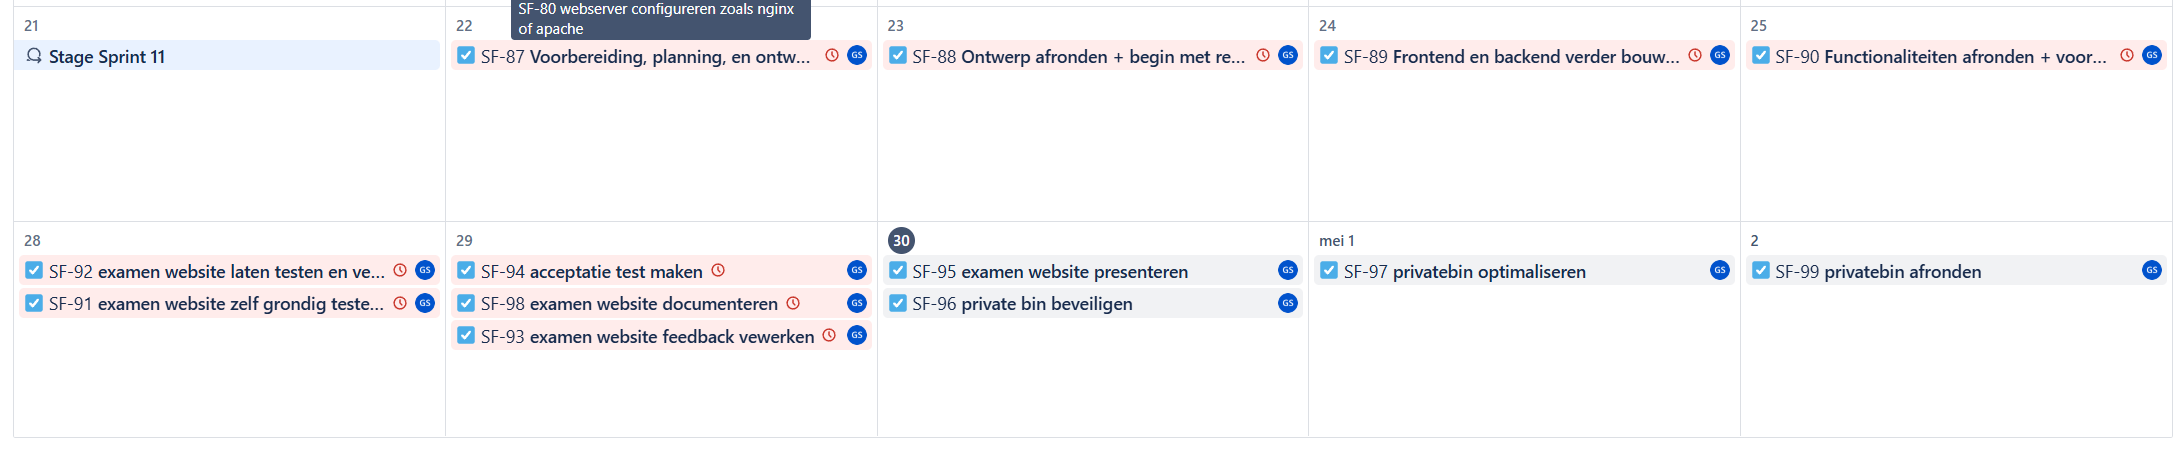 SF-80 webserver configureren zoals nginx
of apache
21
22
23
24
25
Stage Sprint 11
SF-87 Voorbereiding, planning, en ontw... GS
SF-88 Ontwerp afronden + begin met re... GS
SF-89 Frontend en backend verder bouw... GS
SF-90 Functionaliteiten afronden + voor... GS
28
29
30
mei 1
2
SF-92 examen website laten testen en ve... GS
SF-94 acceptatie test maken GS
SF-95 examen website presenteren GS
SF-97 privatebin optimaliseren GS
SF-99 privatebin afronden GS
SF-91 examen website zelf grondig teste... GS
SF-98 examen website documenteren GS
SF-96 private bin beveiligen GS
SF-93 examen website feedback vewerken GS